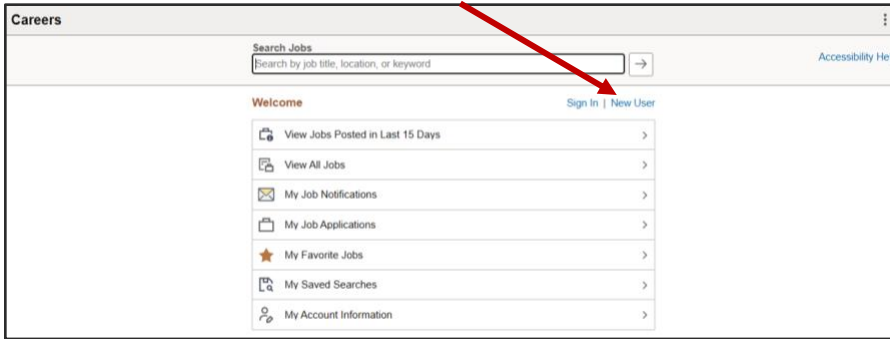 Careers
Search Jobs
Search by job title, location, or keyword
Accessibility He
Welcome
Sign In | New User
View Jobs Posted in Last 15 Days
View All Jobs
My Job Notifications
My Job Applications
My Favorite Jobs
My Saved Searches
My Account Information